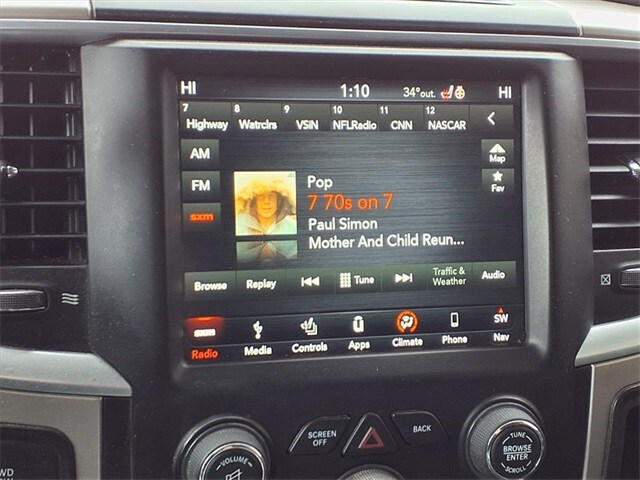 HI 1:10 34° out. HI
7 8 9 10 11 12
Highway Watrclrs VSiN NFLRadio CNN NASCAR
AM
Map
FM
Fav
sxm
Pop
7 70s on 7
Paul Simon
Mother And Child Reun...
Browse Replay Tune Traffic & Weather Audio
sxm SW
Radio Media Controls Apps Climate Phone Nav
SCREEN OFF
BACK
VOLUME
TUNE
BROWSE
ENTER
SCROLL